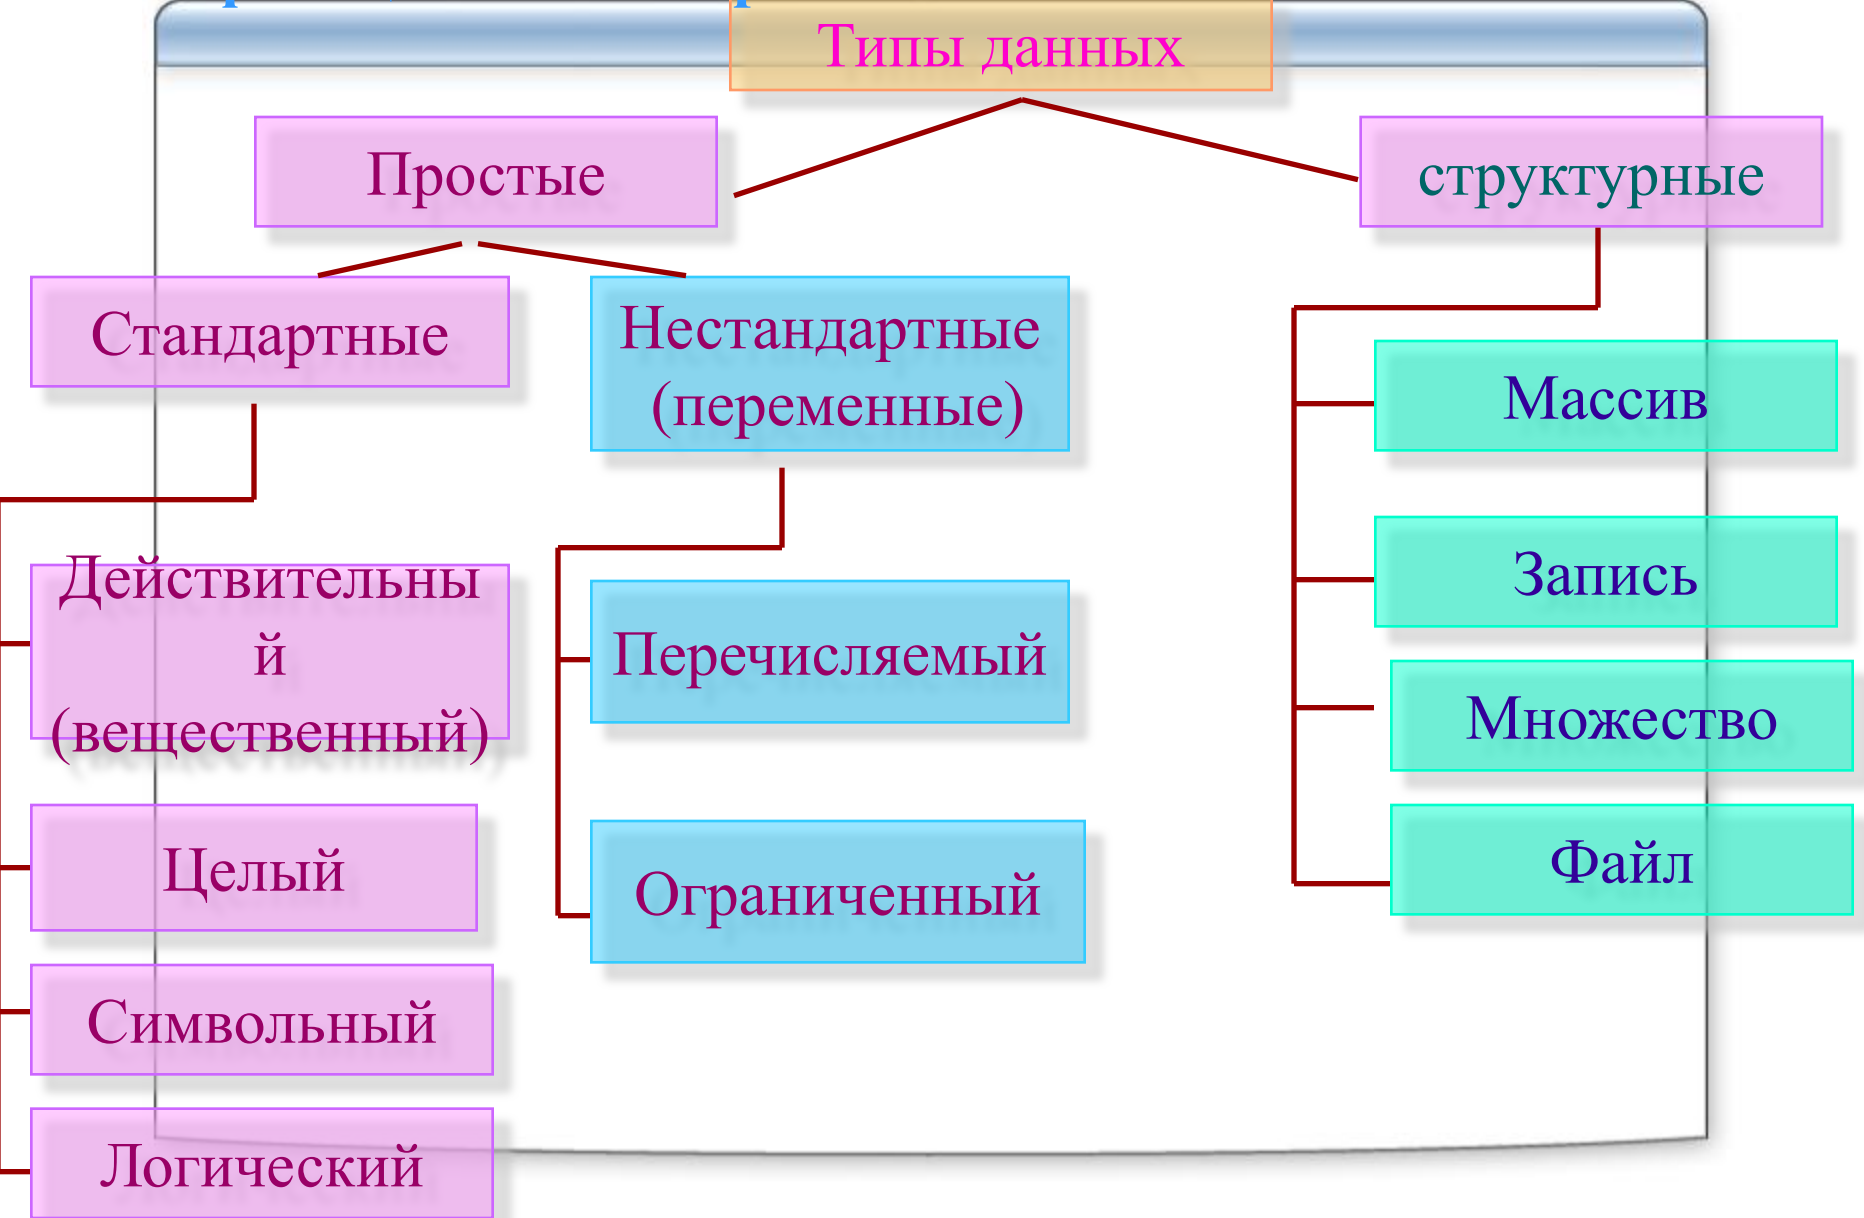 Типы данных
Простые
структурные
Стандартные
Нестандартные
(переменные)
Массив
Запись
Множество
Файл
Действительны
й
(вещественный)
Перечисляемый
Целый
Ограниченный
Символьный
Логический